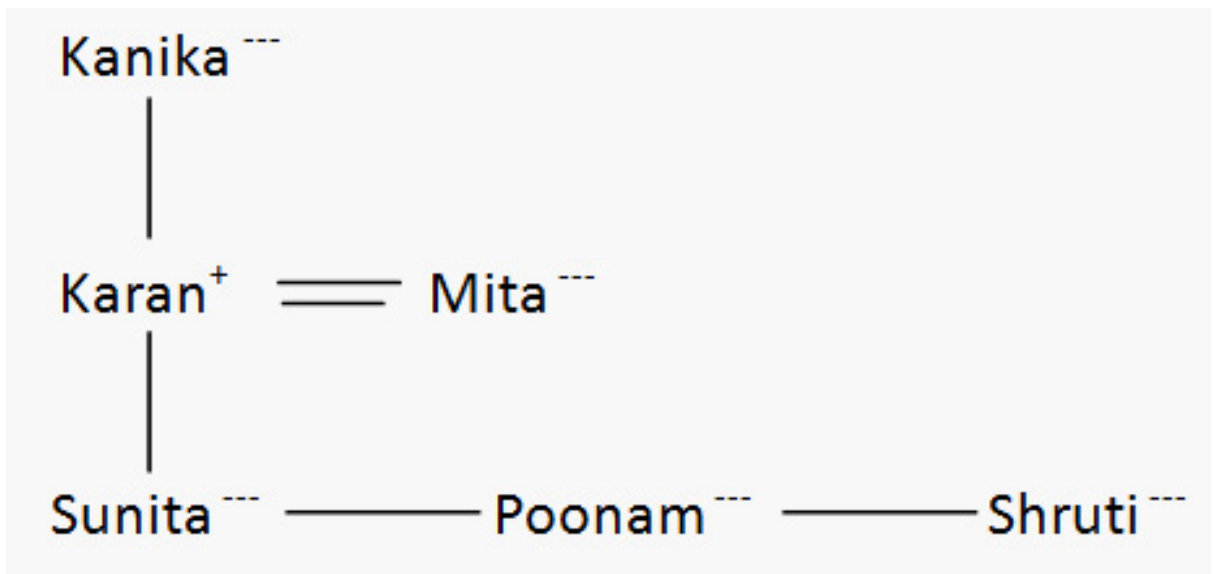 Kanika ---
Karan+ Mita ---
Sunita --- Poonam --- Shruti ---